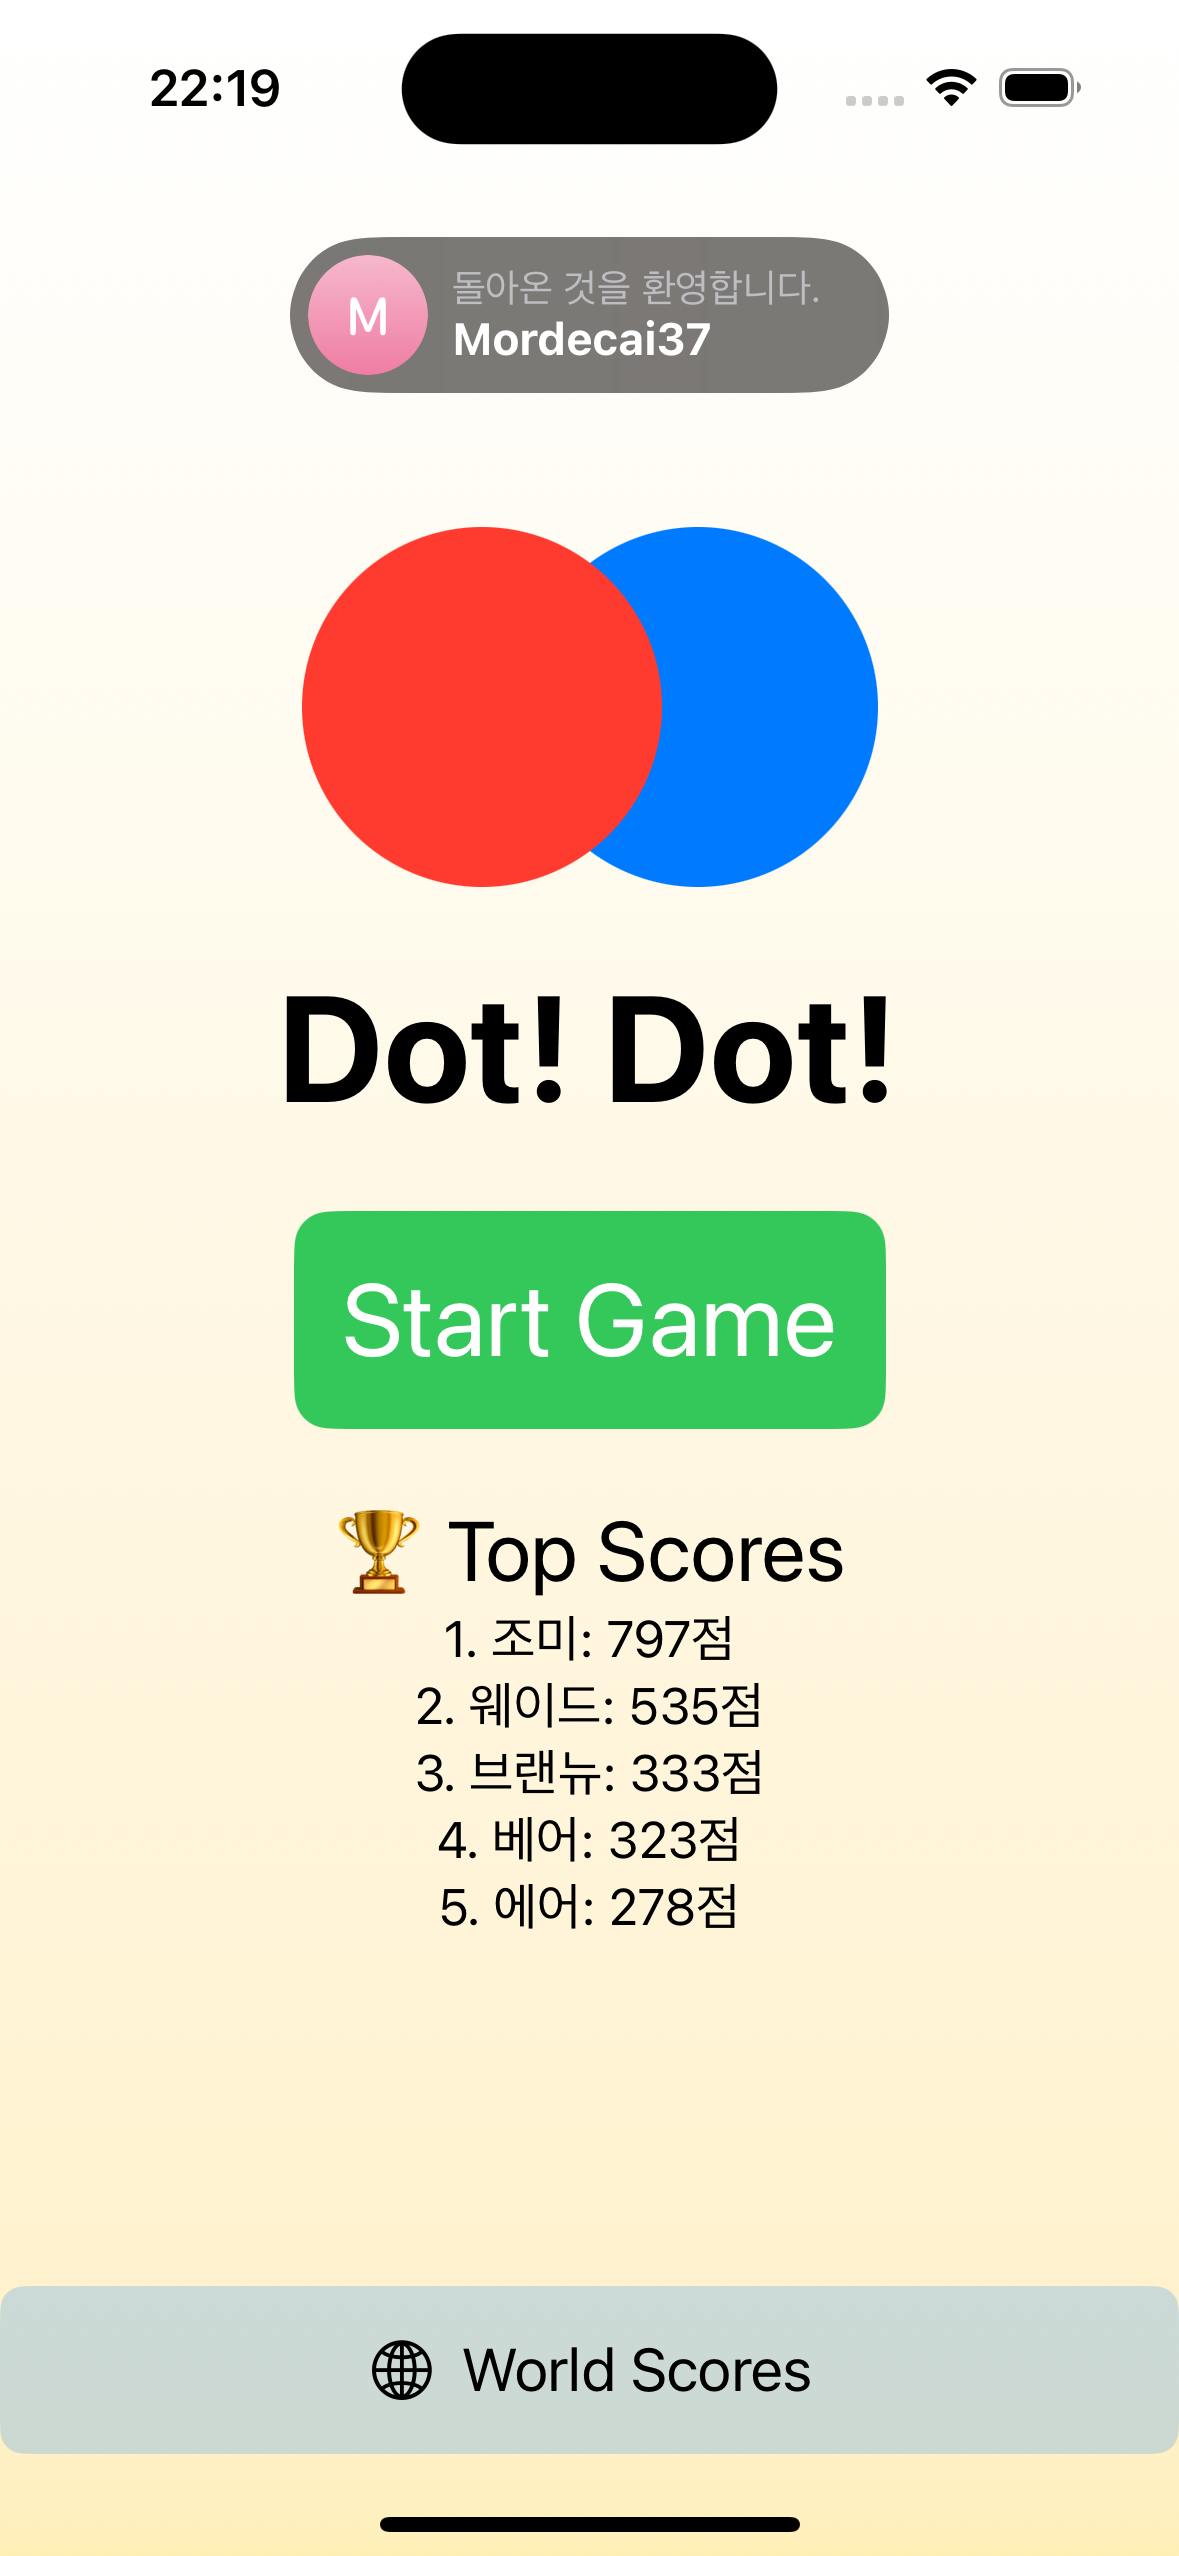 22:19
M
돌아온 것을 환영합니다.
Mordecai37
Dot! Dot!
Start Game
🏆 Top Scores
1. 조미: 797점
2. 웨이드: 535점
3. 브랜뉴: 333점
4. 베어: 323점
5. 에어: 278점
World Scores